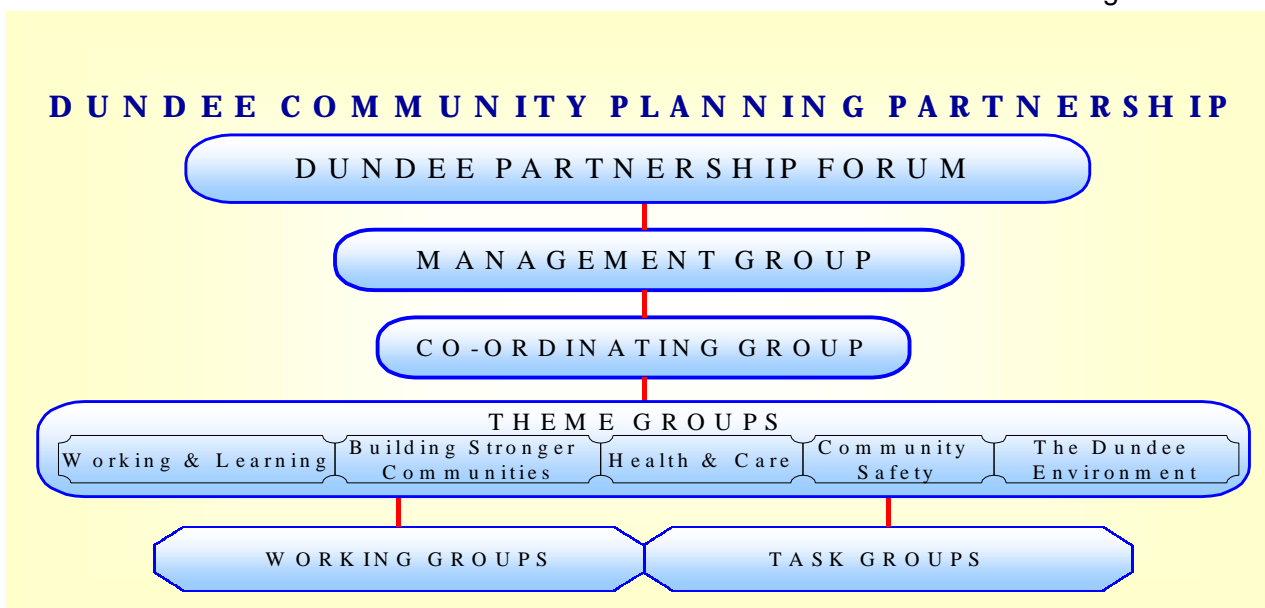 DUNDEE COMMUNITY PLANNING PARTNERSHIP
DUNDEE PARTNERSHIP FORUM
MANAGEMENT GROUP
CO-ORDINATING GROUP
THEME GROUPS
Working & Learning
Building Stronger
Communities
Health & Care
Community
Safety
The Dundee
Environment
WORKING GROUPS
TASK GROUPS